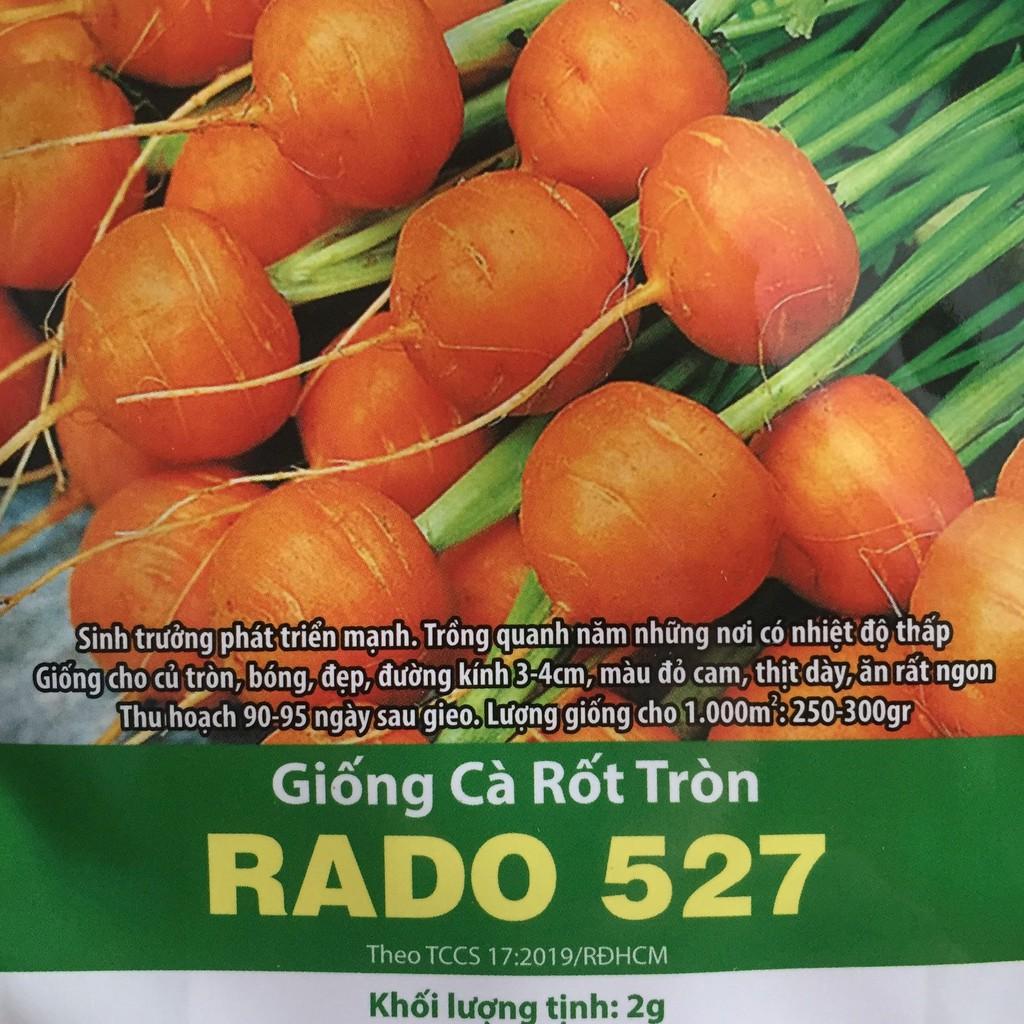 Sinh trưởng phát triển mạnh. Trồng quanh năm những nơi có nhiệt độ thấp
Giống cho củ tròn, bóng, đẹp, đường kính 3-4cm, màu đỏ cam, thịt dày, ăn rất ngon
Thu hoạch 90-95 ngày sau gieo. Lượng giống cho 1.000m²: 250-300gr
Giống Cà Rốt Tròn
RADO 527
Theo TCCS 17:2019/RĐHCM
Khối lượng tịnh: 2g